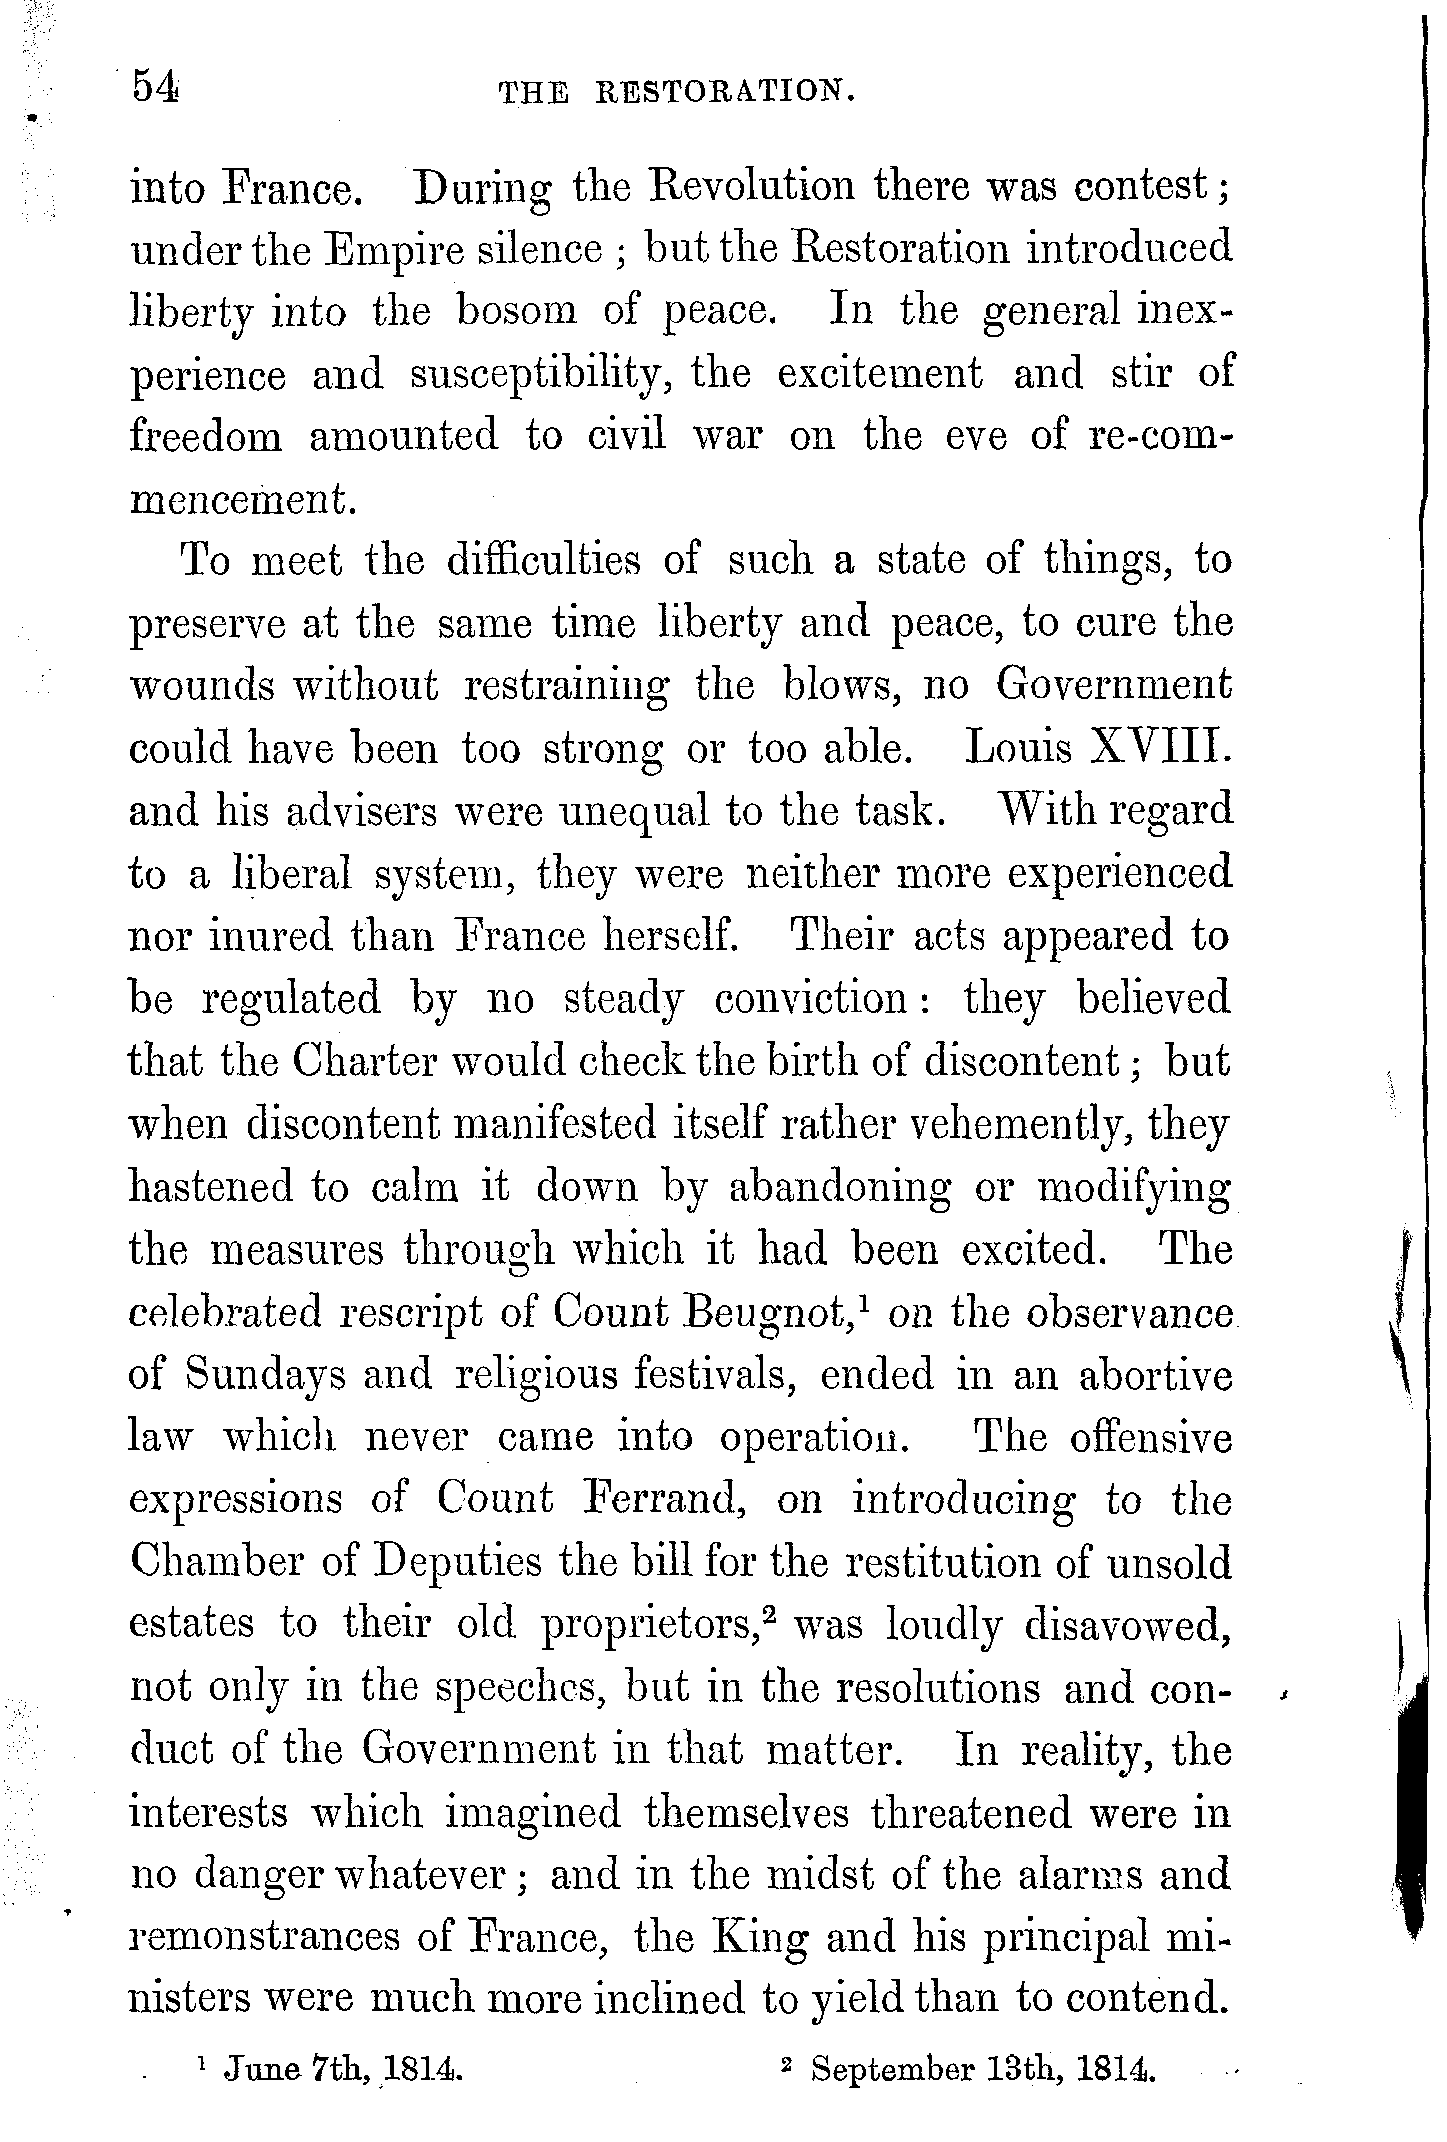 54 THE RESTORATION.
into France. During the Revolution there was contest;
under the Empire silence; but the Restoration introduced
liberty into the bosom of peace. In the general inex-
perience and susceptibility, the excitement and stir of
freedom amounted to civil war on the eve of re-com-
mencement.
To meet the difficulties of such a state of things, to
preserve at the same time liberty and peace, to cure the
wounds without restraining the blows, no Government
could have been too strong or too able. Louis XVIII.
and his advisers were unequal to the task. With regard
to a liberal system, they were neither more experienced
nor inured than France herself. Their acts appeared to
be regulated by no steady conviction: they believed
that the Charter would check the birth of discontent; but
when discontent manifested itself rather vehemently, they
hastened to calm it down by abandoning or modifying
the measures through which it had been excited. The
celebrated rescript of Count Beugnot,¹ on the observance
of Sundays and religious festivals, ended in an abortive
law which never came into operation. The offensive
expressions of Count Ferrand, on introducing to the
Chamber of Deputies the bill for the restitution of unsold
estates to their old proprietors,² was loudly disavowed,
not only in the speeches, but in the resolutions and con-
duct of the Government in that matter. In reality, the
interests which imagined themselves threatened were in
no danger whatever; and in the midst of the alarms and
remonstrances of France, the King and his principal mi-
nisters were much more inclined to yield than to contend.
¹ June 7th, 1814. ² September 13th, 1814.